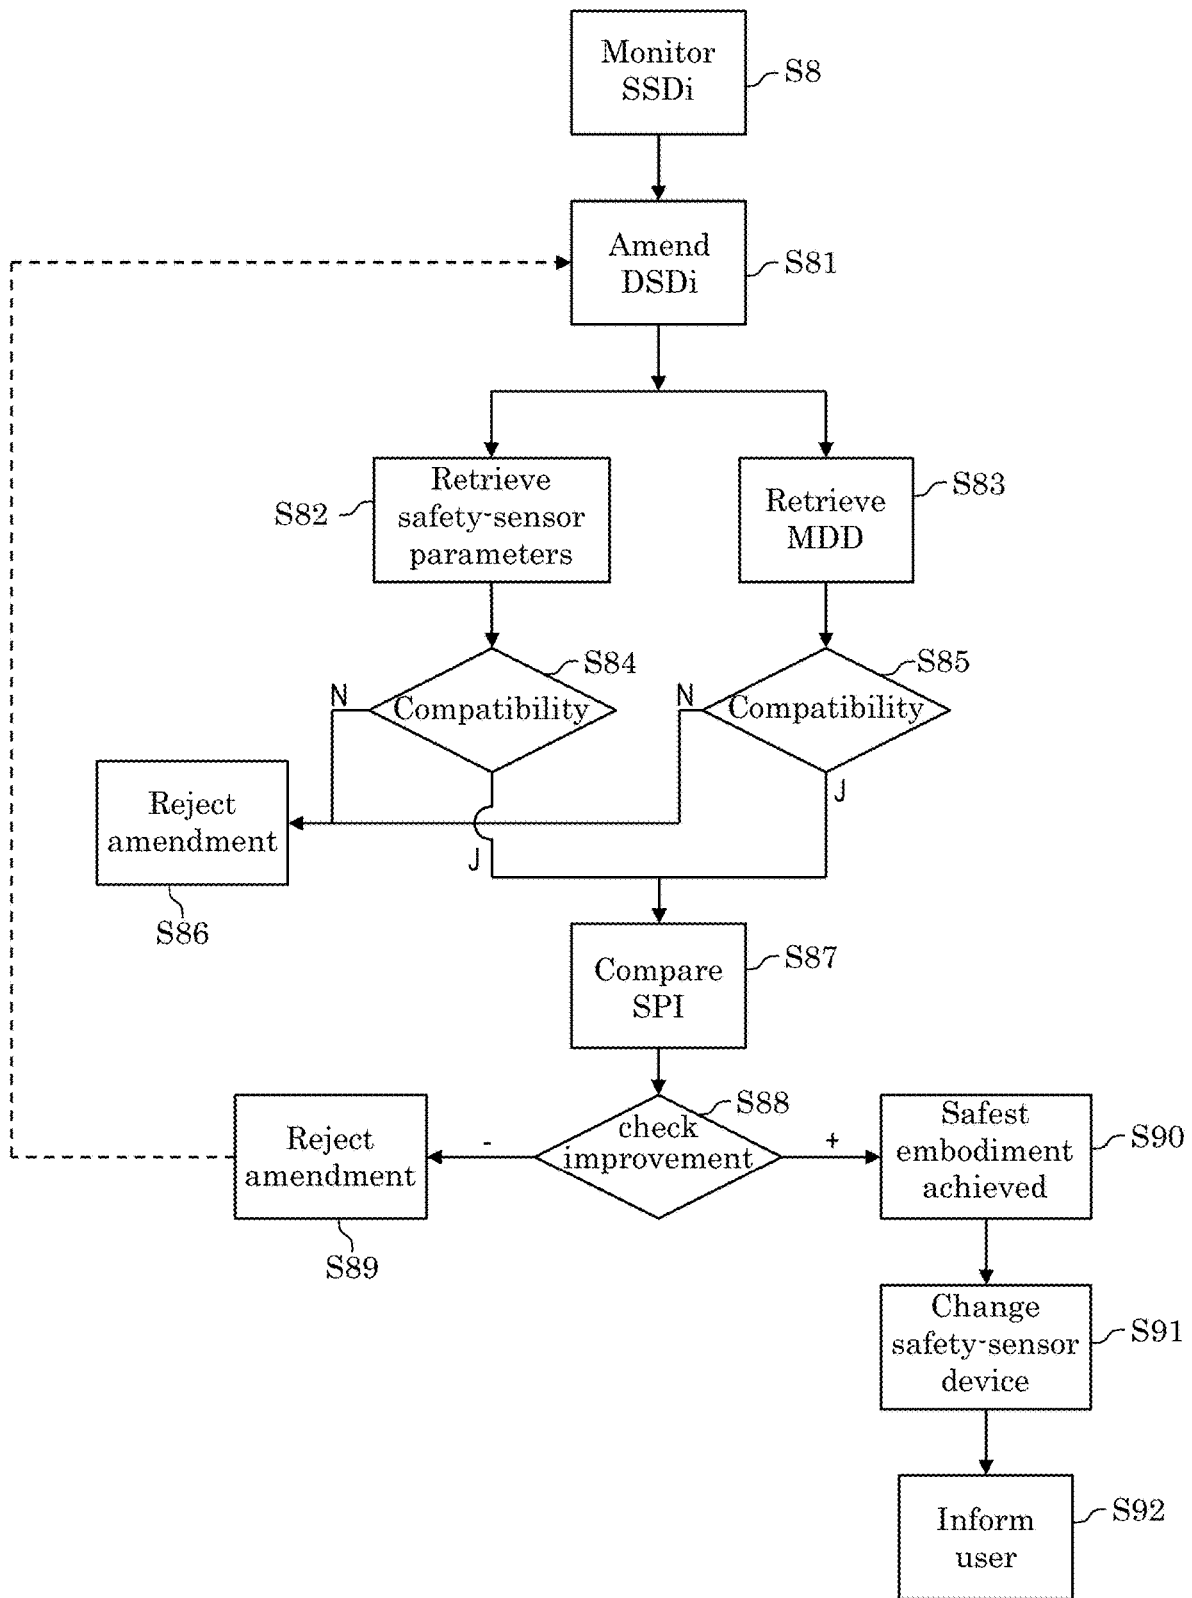 Monitor
SSDi
S8
Amend
DSDi
S81
Retrieve
safety-sensor
parameters
S82
Retrieve
MDD
S83
Compatibility
S84
N
J
Compatibility
S85
N
J
Reject
amendment
S86
Compare
SPI
S87
check
improvement
S88
-
+
Reject
amendment
S89
Safest
embodiment
achieved
S90
Change
safety-sensor
device
S91
Inform
user
S92